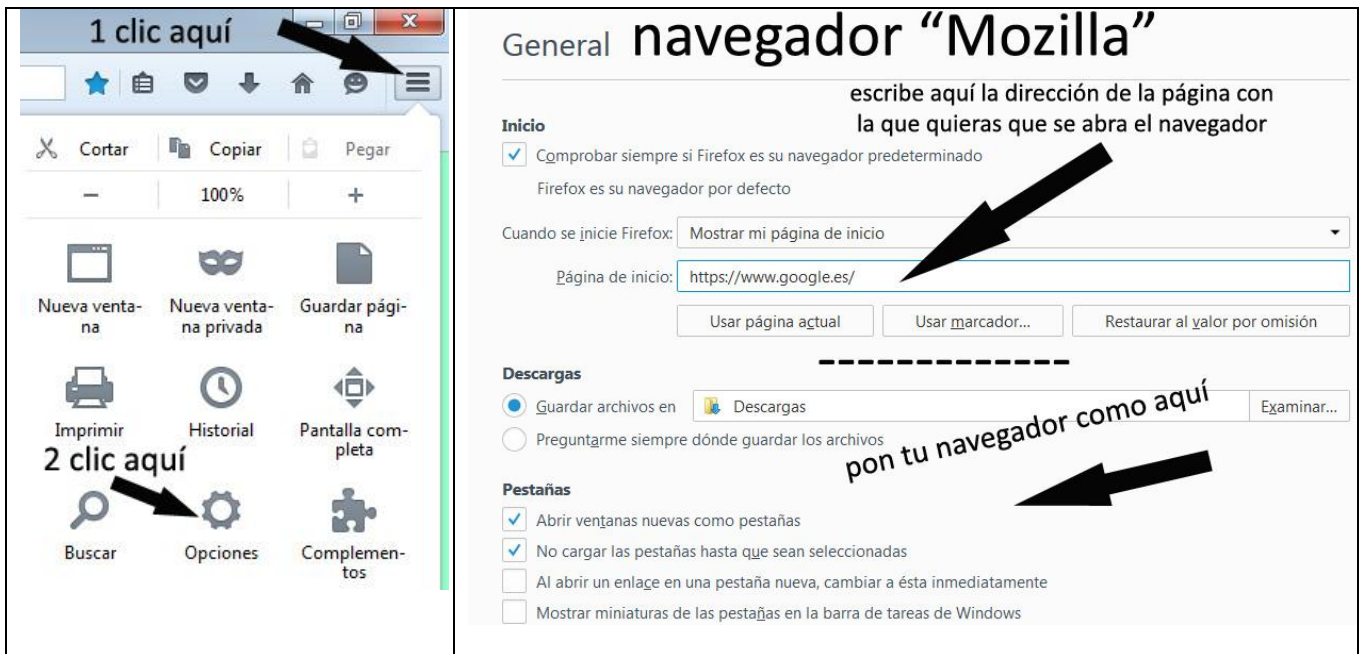 1 clic aquí
Cortar Copiar Pegar
100%
Nueva venta-
na
Nueva venta-
na privada
Guardar pági-
na
Imprimir
Historial
Pantalla com-
pleta
2 clic aquí
Buscar
Opciones
Complemen-
tos
General navegador “Mozilla”
escribe aquí la dirección de la página con
la que quieras que se abra el navegador
Inicio
Comprobar siempre si Firefox es su navegador predeterminado
Firefox es su navegador por defecto
Cuando se inicie Firefox: Mostrar mi página de inicio
Página de inicio: https://www.google.es/
Usar página actual Usar marcador... Restaurar al valor por omisión
Descargas
Guardar archivos en Descargas Examinar...
Preguntarme siempre dónde guardar los archivos
pon tu navegador como aquí
Pestañas
Abrir ventanas nuevas como pestañas
No cargar las pestañas hasta que sean seleccionadas
Al abrir un enlace en una pestaña nueva, cambiar a ésta inmediatamente
Mostrar miniaturas de las pestañas en la barra de tareas de Windows